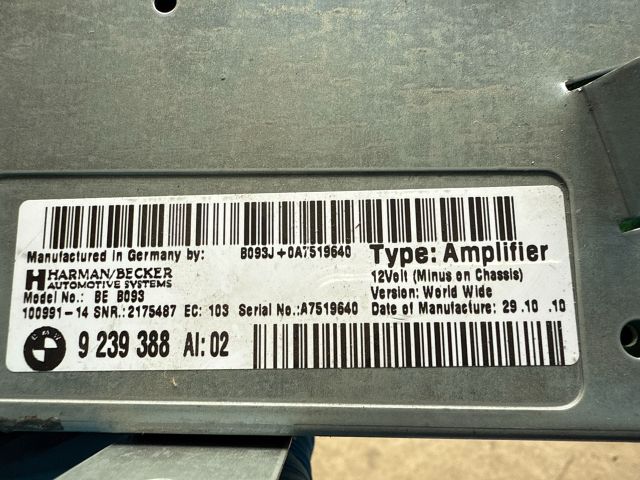 Manufactured in Germany by: B093J+0A7519640 Type: Amplifier
HARMAN/BECKER 12Volt (Minus on Chassis)
AUTOMOTIVE SYSTEMS
Model No.: BE B093 Version: World Wide
100991-14 SNR.: 2175487 EC: 103 Serial No.:A7519640 Date of Manufacture: 29.10 .10
BMW 9 239 388 AI:02